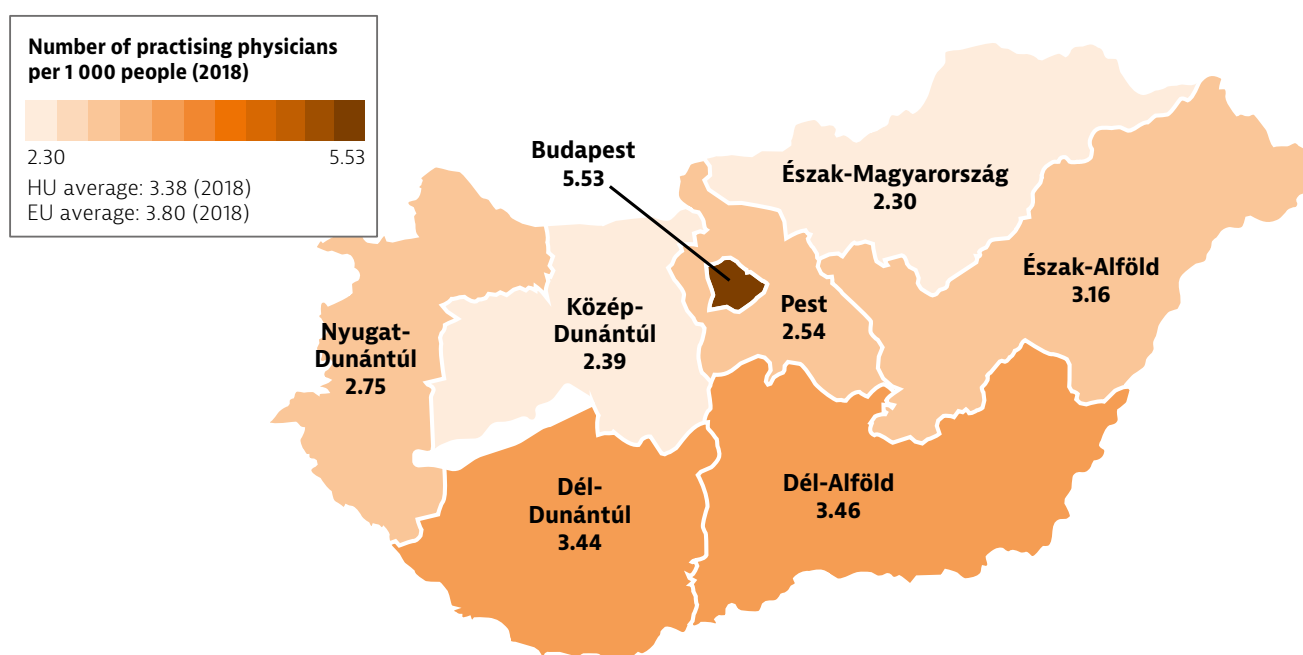 Number of practising physicians
per 1 000 people (2018)
2.30 5.53
HU average: 3.38 (2018)
EU average: 3.80 (2018)
Budapest
5.53
Észak-Magyarország
2.30
Észak-Alföld
3.16
Pest
2.54
Közép-
Dunántúl
2.39
Nyugat-
Dunántúl
2.75
Dél-
Dunántúl
3.44
Dél-Alföld
3.46